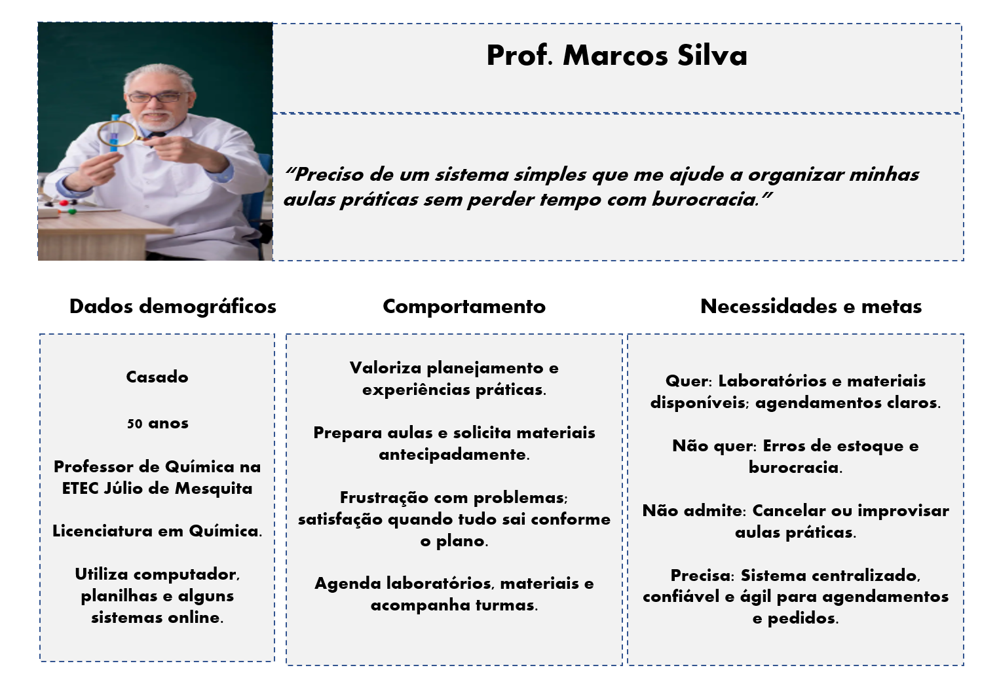 Prof. Marcos Silva
“Preciso de um sistema simples que me ajude a organizar minhas
aulas práticas sem perder tempo com burocracia.”
Dados demográficos
Casado
50 anos
Professor de Química na
ETEC Júlio de Mesquita
Licenciatura em Química.
Utiliza computador,
planilhas e alguns
sistemas online.
Comportamento
Valoriza planejamento e
experiências práticas.
Prepara aulas e solicita materiais
antecipadamente.
Frustração com problemas;
satisfação quando tudo sai conforme
o plano.
Agenda laboratórios, materiais e
acompanha turmas.
Necessidades e metas
Quer: Laboratórios e materiais
disponíveis; agendamentos claros.
Não quer: Erros de estoque e
burocracia.
Não admite: Cancelar ou improvisar
aulas práticas.
Precisa: Sistema centralizado,
confiável e ágil para agendamentos
e pedidos.